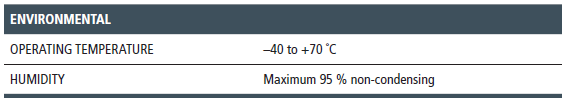 ENVIRONMENTAL
OPERATING TEMPERATURE –40 to +70 ˚C
HUMIDITY Maximum 95 % non-condensing